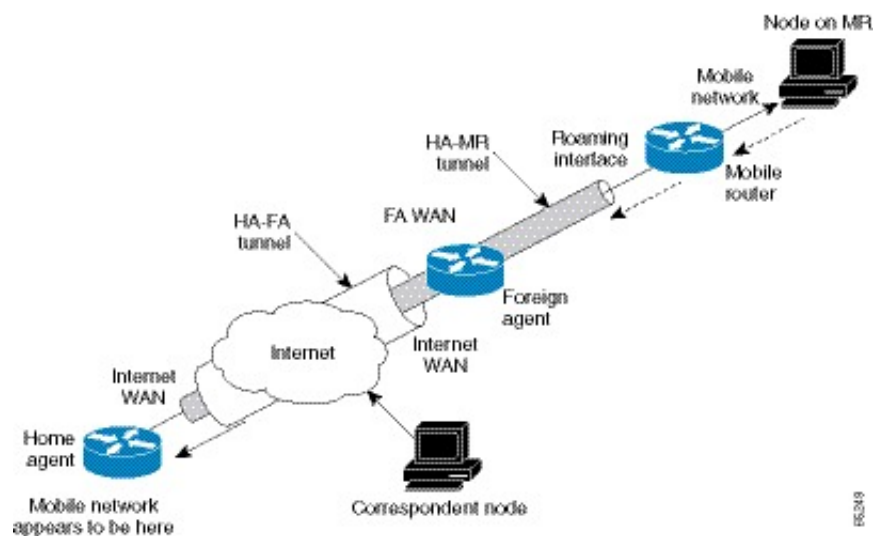 Node on MR
Mobile
network
HA-MR
tunnel
Roaming
interface
Mobile
router
HA-FA
tunnel
FA WAN
Foreign
agent
Internet
Internet
WAN
Internet
WAN
Home
agent
Correspondent node
Mobile network
appears to be here
65249